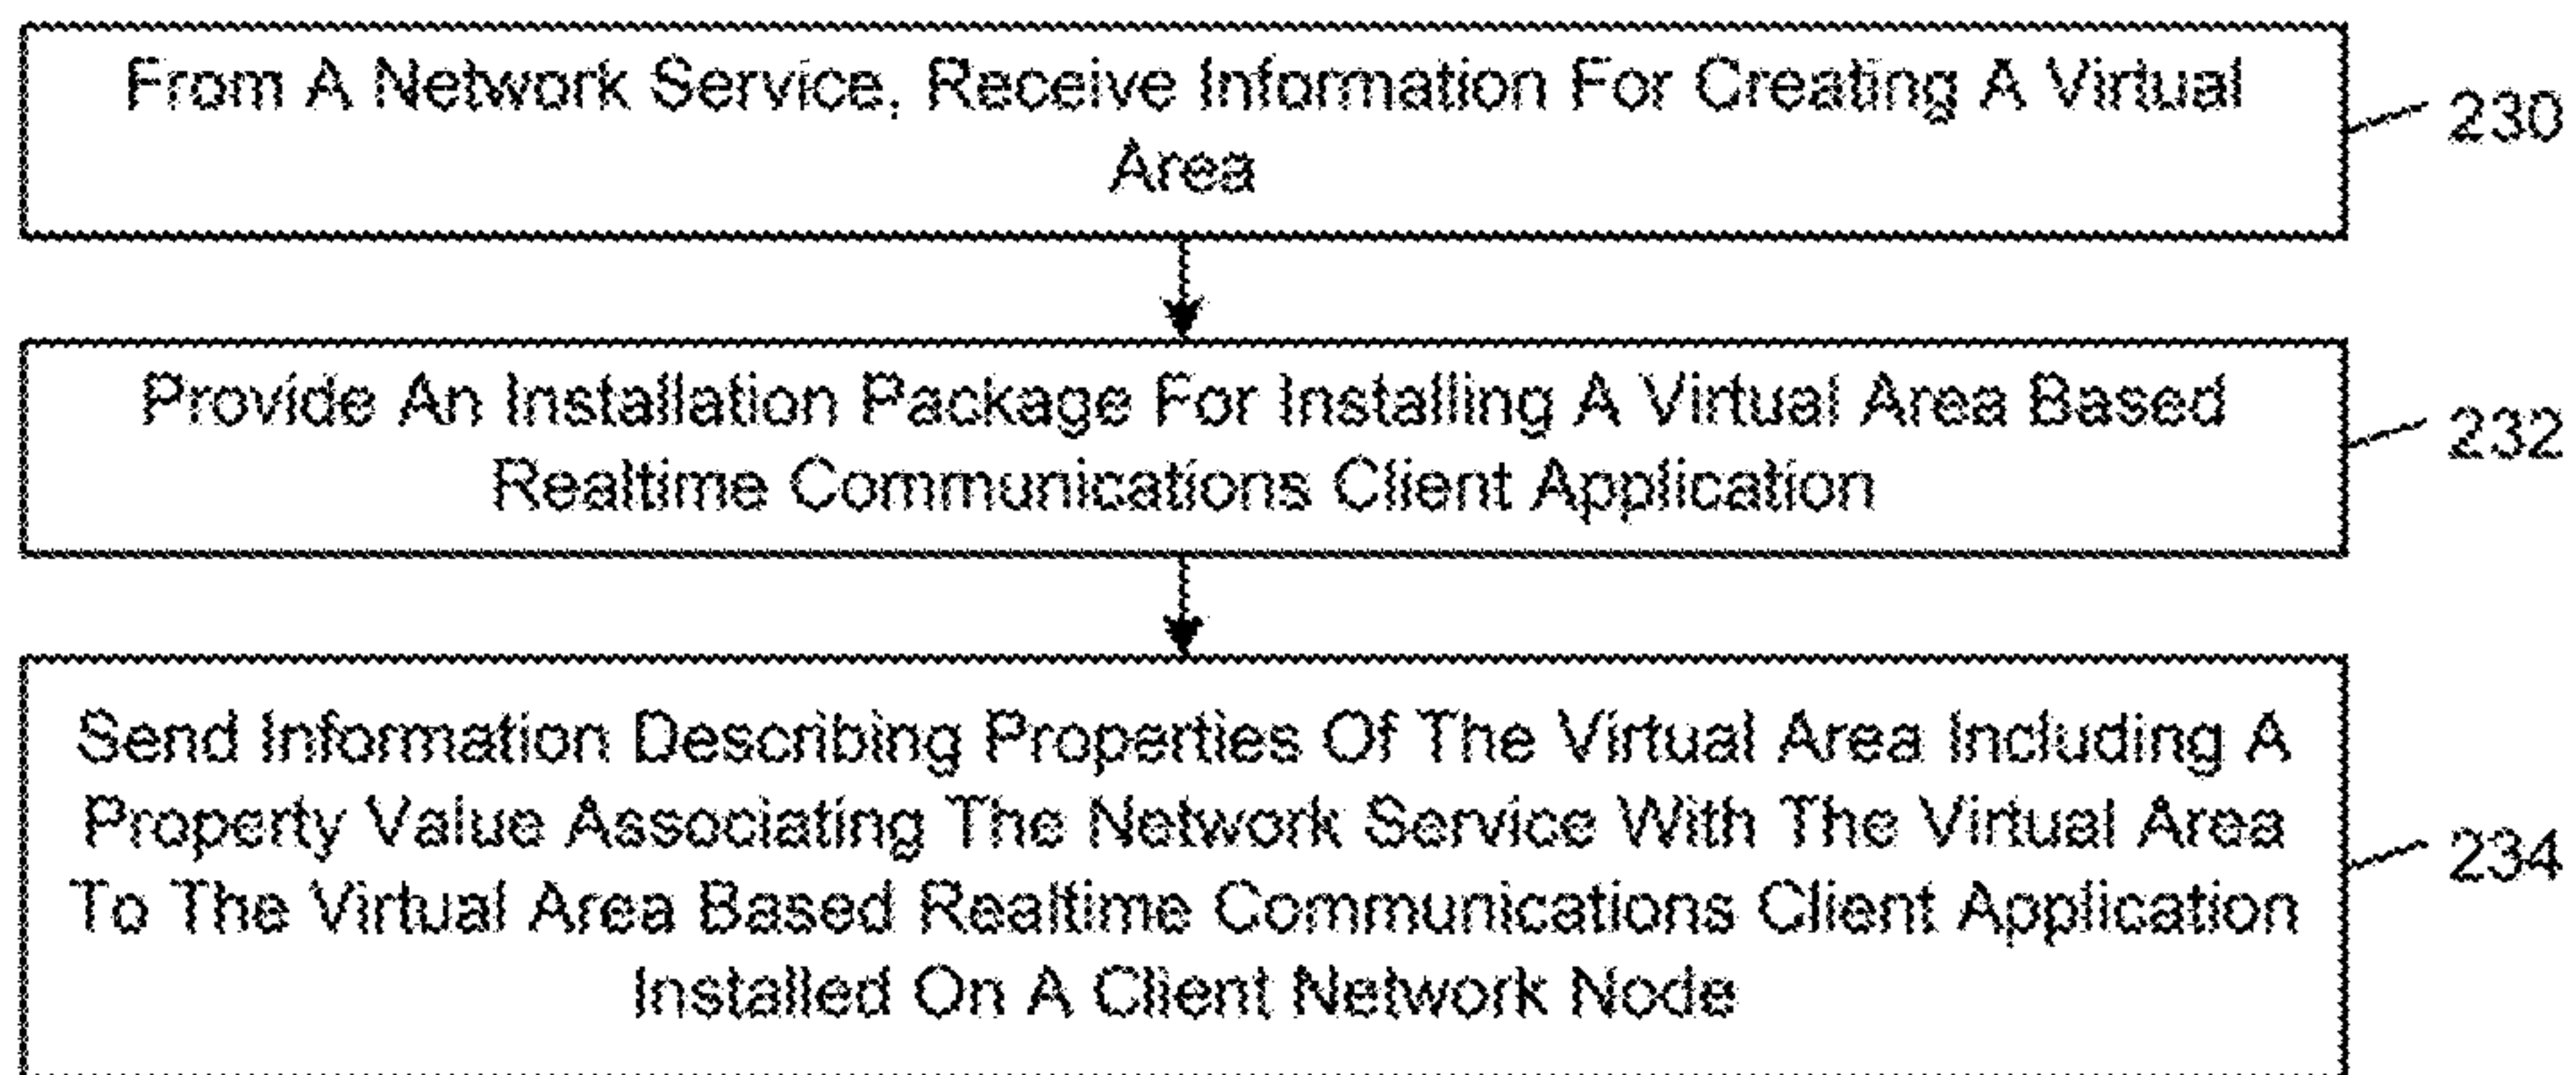 From A Network Service, Receive Information For Creating A Virtual
Area
230
Provide An Installation Package For Installing A Virtual Area Based
Realtime Communications Client Application
232
Send Information Describing Properties Of The Virtual Area Including A
Property Value Associating The Network Service With The Virtual Area
To The Virtual Area Based Realtime Communications Client Application
Installed On A Client Network Node
234